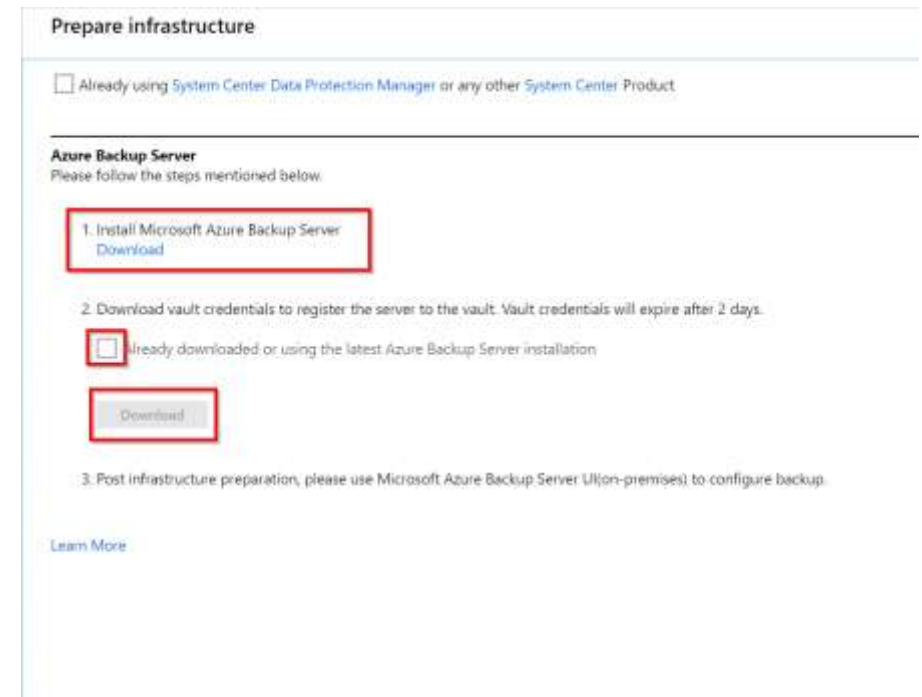 Prepare infrastructure
Already using System Center Data Protection Manager or any other System Center Product
Azure Backup Server
Please follow the steps mentioned below.
1. Install Microsoft Azure Backup Server
Download
2. Download vault credentials to register the server to the vault. Vault credentials will expire after 2 days.
Already downloaded or using the latest Azure Backup Server installation
Download
3. Post infrastructure preparation, please use Microsoft Azure Backup Server UI(on-premises) to configure backup.
Learn More